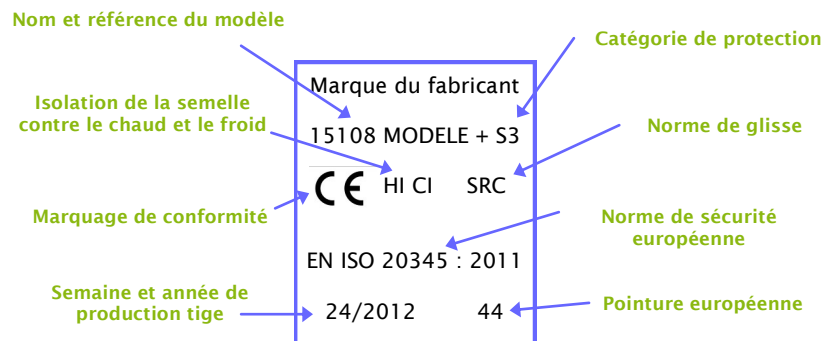 Nom et référence du modèle
Catégorie de protection
Marque du fabricant
Isolation de la semelle
contre le chaud et le froid
15108 MODELE + S3
Norme de glisse
CE HI CI SRC
Marquage de conformité
Norme de sécurité
européenne
EN ISO 20345 : 2011
Semaine et année de
production tige
24/2012 44
Pointure européenne